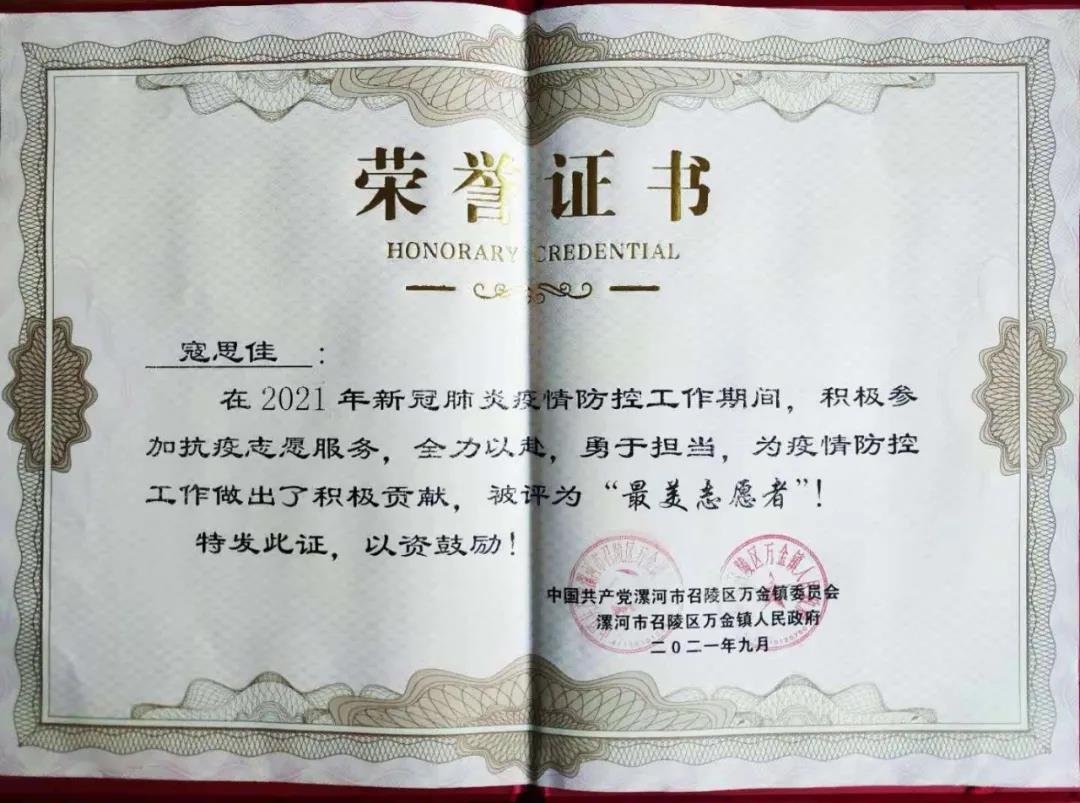 荣誉证书
HONORARY CREDENTIAL
寇思佳：
在2021年新冠肺炎疫情防控工作期间，积极参
加抗疫志愿服务，全力以赴，勇于担当，为疫情防控
工作做出了积极贡献，被评为“最美志愿者”！
特发此证，以资鼓励！
中国共产党漯河市召陵区万金镇委员会
漯河市召陵区万金镇人民政府
二〇二一年九月